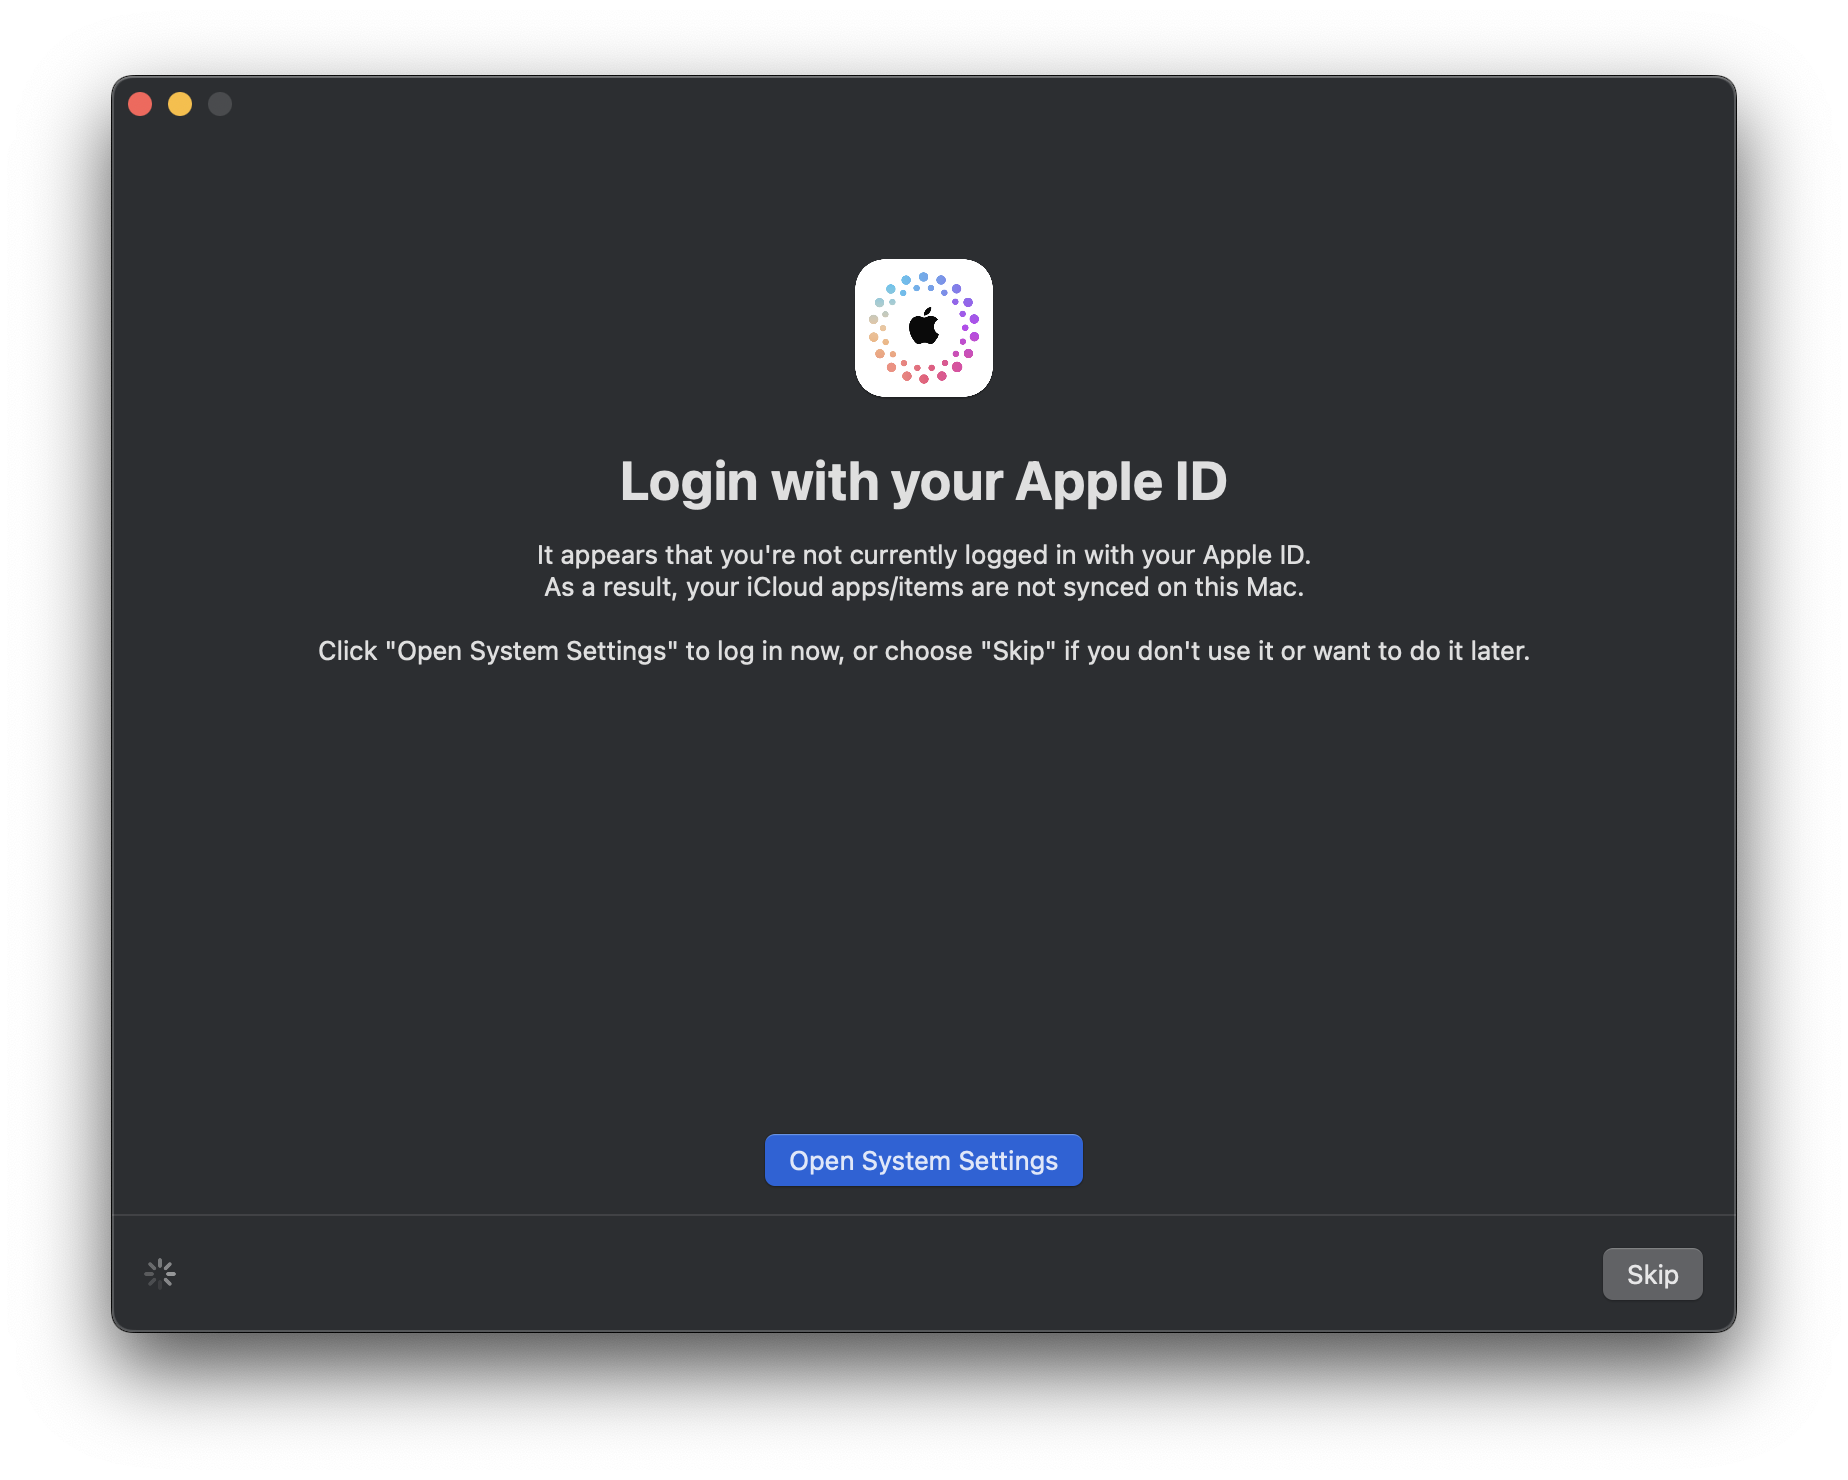 Login with your Apple ID
It appears that you're not currently logged in with your Apple ID.
As a result, your iCloud apps/items are not synced on this Mac.
Click "Open System Settings" to log in now, or choose "Skip" if you don't use it or want to do it later.
Open System Settings
Skip